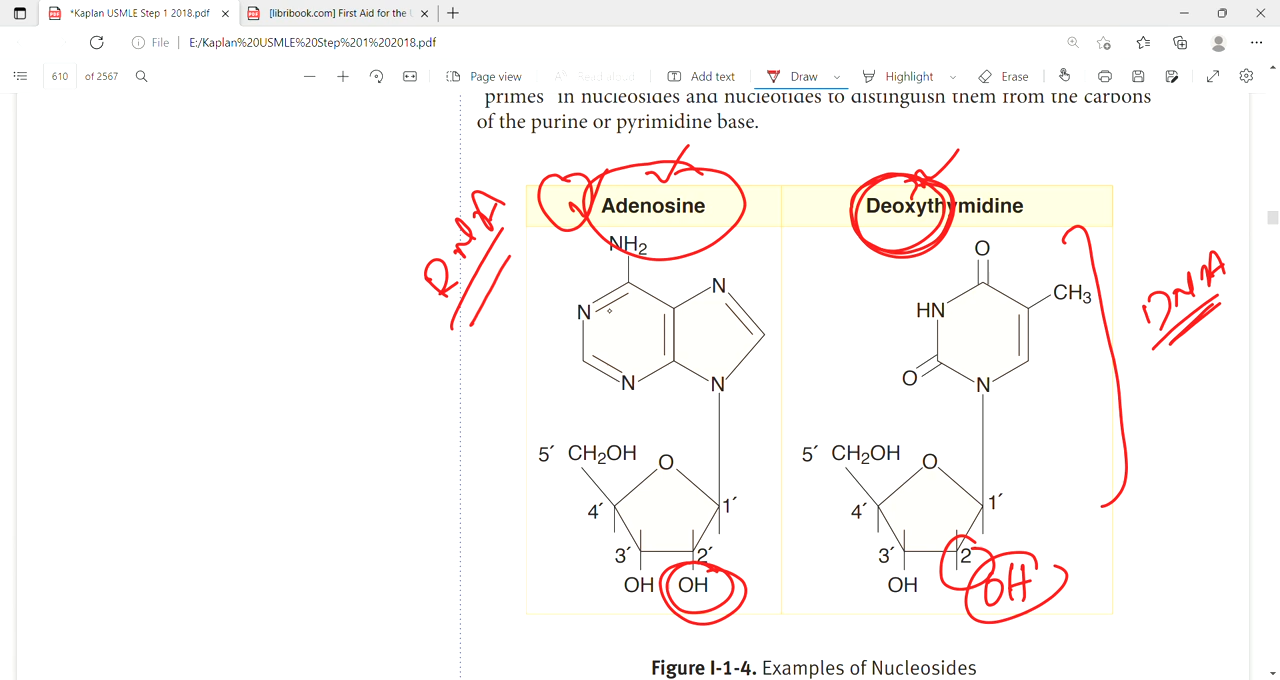 *Kaplan USMLE Step 1 2018.pdf
[libribook.com] First Aid for the
File
E:/Kaplan%20USMLE%20Step%201%202018.pdf
610 of 2567
Page view
Read aloud
Add text
Draw
Highlight
Erase
"primes" in nucleosides and nucleotides to distinguish them from the carbons
of the purine or pyrimidine base.
Adenosine
Deoxythymidine
RNA
DNA
NH2
N
N
N
N
5´ CH2OH
O
4´
1´
3´
2´
OH
OH
O
CH3
HN
O
N
5´ CH2OH
O
4´
1´
3´
2
OH
OH
Figure I-1-4. Examples of Nucleosides